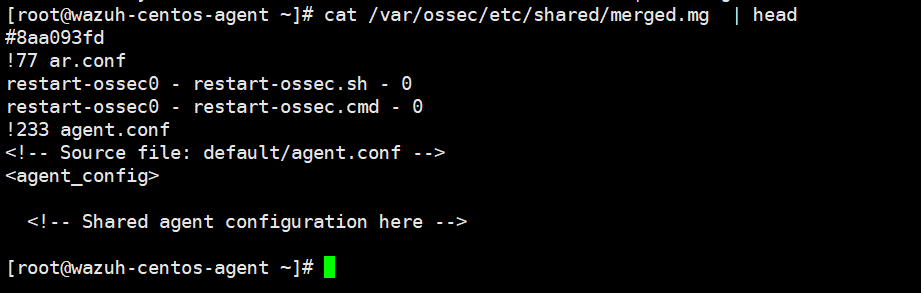 [root@wazuh-centos-agent ~]# cat /var/ossec/etc/shared/merged.mg  | head
#8aa093fd
!77 ar.conf
restart-ossec0 - restart-ossec.sh - 0
restart-ossec0 - restart-ossec.cmd - 0
!233 agent.conf
<!-- Source file: default/agent.conf -->
<agent_config>
  <!-- Shared agent configuration here -->
[root@wazuh-centos-agent ~]#